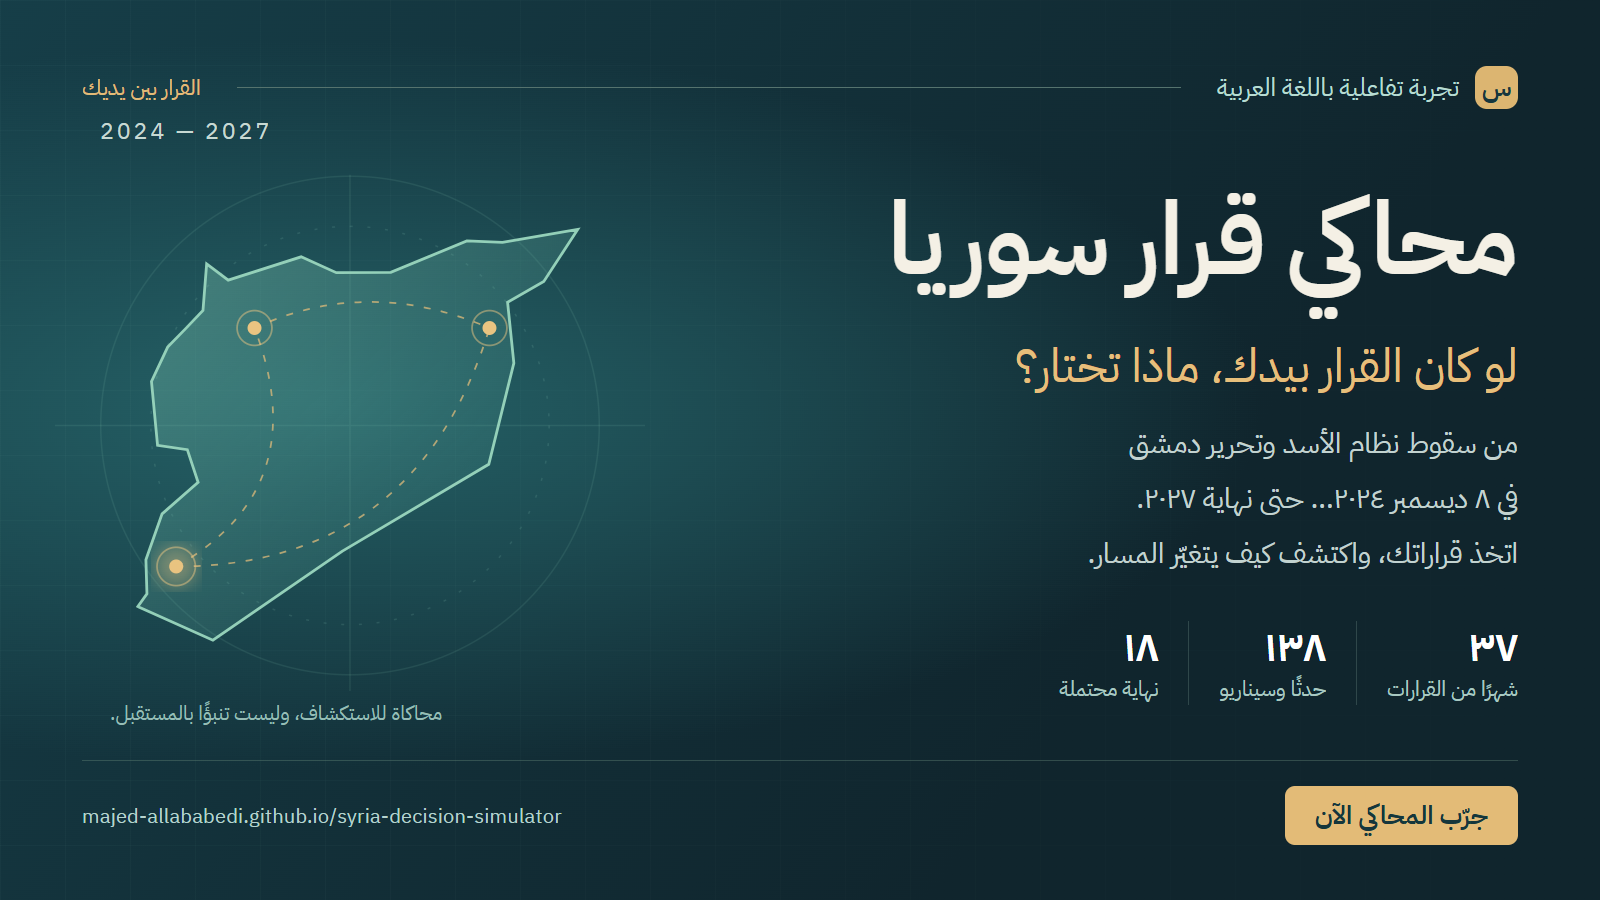 س
تجربة تفاعلية باللغة العربية
القرار بين يديك
2024 — 2027
محاكي قرار سوريا
لو كان القرار بيدك، ماذا تختار؟
من سقوط نظام الأسد وتحرير دمشق
في ٨ ديسمبر ٢٠٢٤... حتى نهاية ٢٠٢٧.
اتخذ قراراتك، واكتشف كيف يتغيّر المسار.
٣٧
شهرًا من القرارات
١٣٨
حدثًا وسيناريو
١٨
نهاية محتملة
محاكاة للاستكشاف، وليست تنبؤًا بالمستقبل.
جرّب المحاكي الآن
majed-allababedi.github.io/syria-decision-simulator